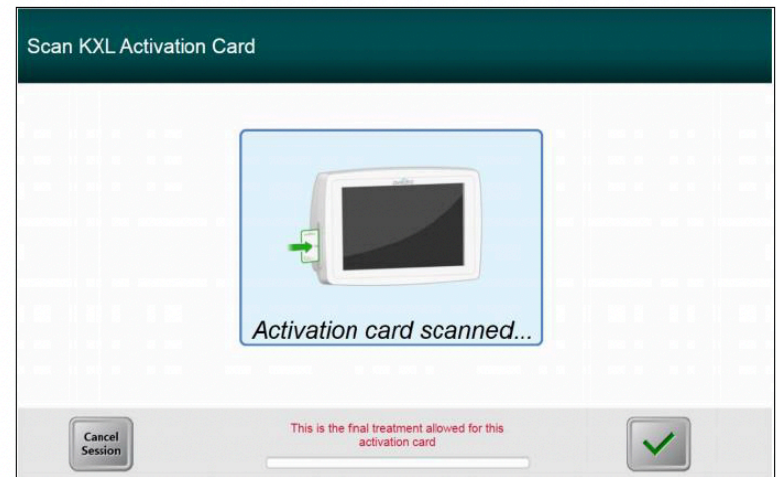 Scan KXL Activation Card
Activation card scanned...
Cancel
Session
This is the final treatment allowed for this
activation card